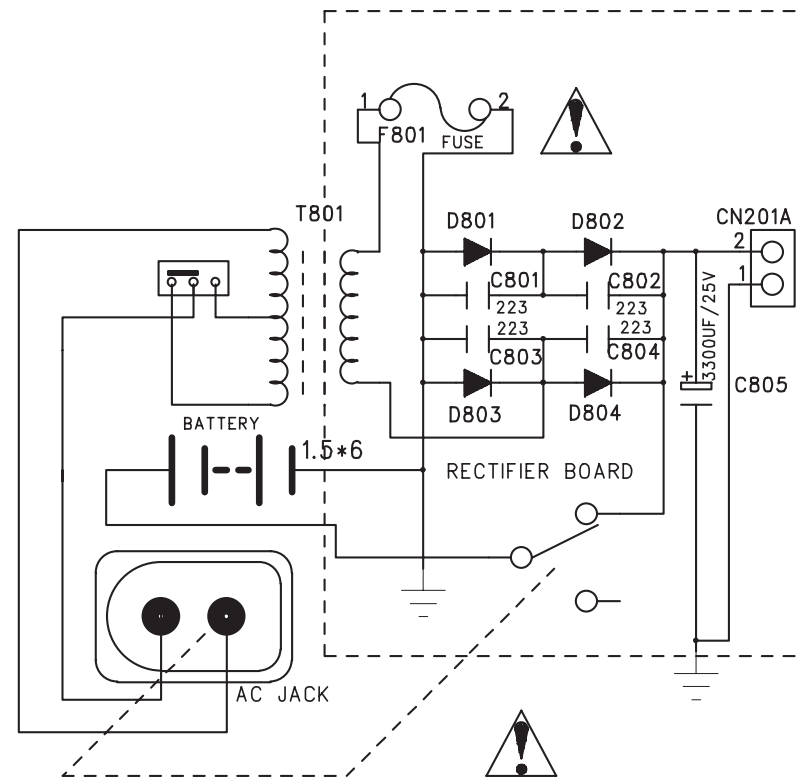 1
2
F801
FUSE
T801
D801
D802
CN201A
2
1
C801
C802
223
223
223
223
C803
C804
3300UF/25V
+
C805
D803
D804
BATTERY
1.5*6
RECTIFIER BOARD
AC JACK